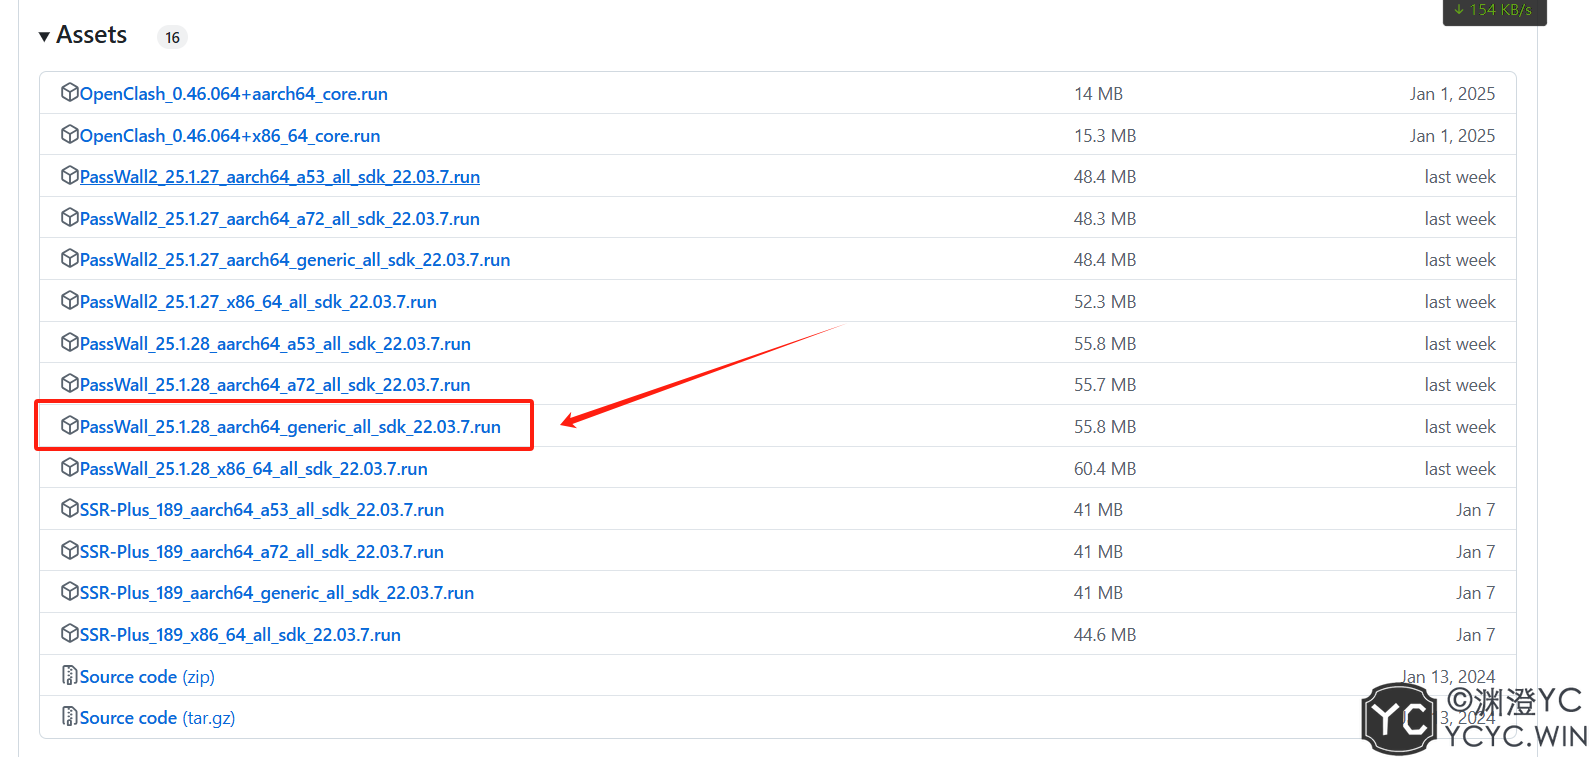 ↓ 154 KB/s
▼ Assets 16
OpenClash_0.46.064+aarch64_core.run 14 MB Jan 1, 2025
OpenClash_0.46.064+x86_64_core.run 15.3 MB Jan 1, 2025
PassWall2_25.1.27_aarch64_a53_all_sdk_22.03.7.run 48.4 MB last week
PassWall2_25.1.27_aarch64_a72_all_sdk_22.03.7.run 48.3 MB last week
PassWall2_25.1.27_aarch64_generic_all_sdk_22.03.7.run 48.4 MB last week
PassWall2_25.1.27_x86_64_all_sdk_22.03.7.run 52.3 MB last week
PassWall_25.1.28_aarch64_a53_all_sdk_22.03.7.run 55.8 MB last week
PassWall_25.1.28_aarch64_a72_all_sdk_22.03.7.run 55.7 MB last week
PassWall_25.1.28_aarch64_generic_all_sdk_22.03.7.run 55.8 MB last week
PassWall_25.1.28_x86_64_all_sdk_22.03.7.run 60.4 MB last week
SSR-Plus_189_aarch64_a53_all_sdk_22.03.7.run 41 MB Jan 7
SSR-Plus_189_aarch64_a72_all_sdk_22.03.7.run 41 MB Jan 7
SSR-Plus_189_aarch64_generic_all_sdk_22.03.7.run 41 MB Jan 7
SSR-Plus_189_x86_64_all_sdk_22.03.7.run 44.6 MB Jan 7
Source code (zip) Jan 13, 2024
Source code (tar.gz) 3, 2024
YC ©渊澄YC
YCYC.WIN